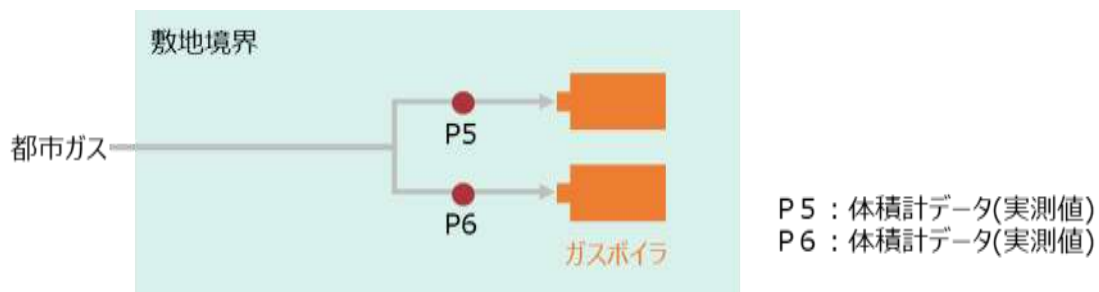 敷地境界
都市ガス
P5
P6
ガスボイラ
P5：体積計データ(実測値)
P6：体積計データ(実測値)